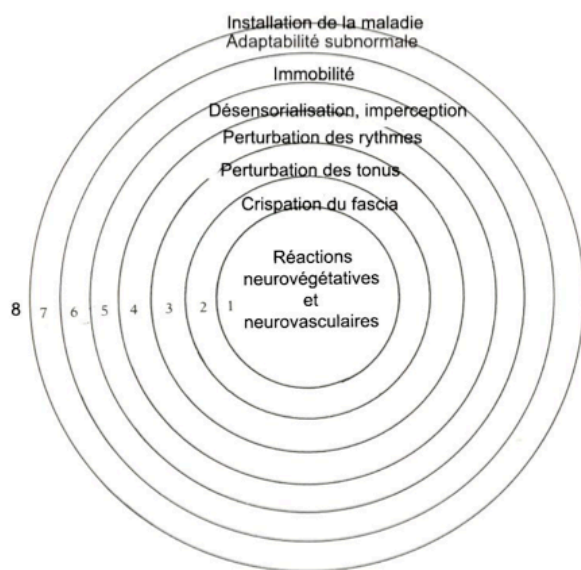 Installation de la maladie
Adaptabilité subnormale
Immobilité
Désensorialisation, imperception
Perturbation des rythmes
Perturbation des tonus
Crispation du fascia
Réactions
neurovégétatives
et
neurovasculaires
8 7 6 5 4 3 2 1